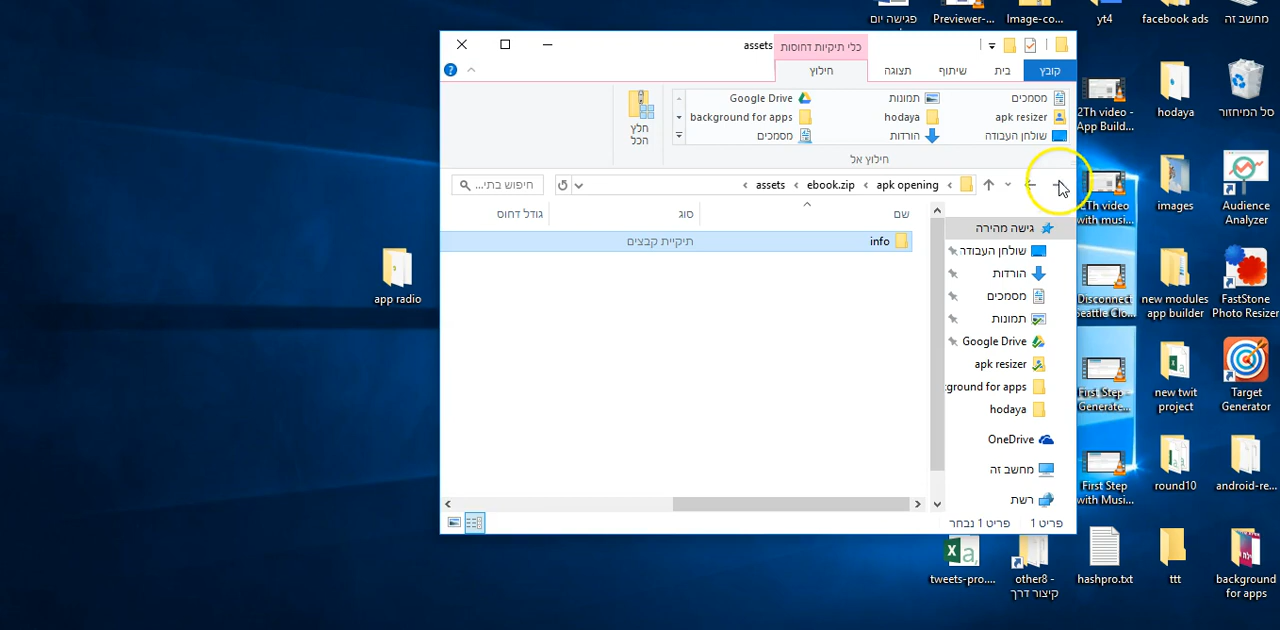 פגישה יום
Previewer-...
Image-co...
yt4
facebook ads
מחשב זה
assets
כלי תיקיות דחוסות
קובץ
בית
שיתוף
תצוגה
חילוץ
מסמכים
תמונות
Google Drive
apk resizer
hodaya
background for apps
שולחן העבודה
הורדות
מסמכים
חלץ
הכל
חילוץ אל
apk opening
ebook.zip
assets
חיפוש בתי...
שם
סוג
גודל דחוס
info
תיקיית קבצים
גישה מהירה
שולחן העבודה
הורדות
מסמכים
תמונות
Google Drive
apk resizer
ground for apps
hodaya
OneDrive
מחשב זה
רשת
פריט 1
פריט 1 נבחר
app radio
2Th video -
App Build...
hodaya
סל המיחזור
2Th video
with musi...
images
Audience
Analyzer
Disconnect
Seattle Clo...
new modules
app builder
FastStone
Photo Resizer
First Step -
Generate...
new twit
project
Target
Generator
First Step
with Musi...
round10
android-re...
tweets-pro....
other8 -
קיצור דרך
hashpro.txt
ttt
background
for apps